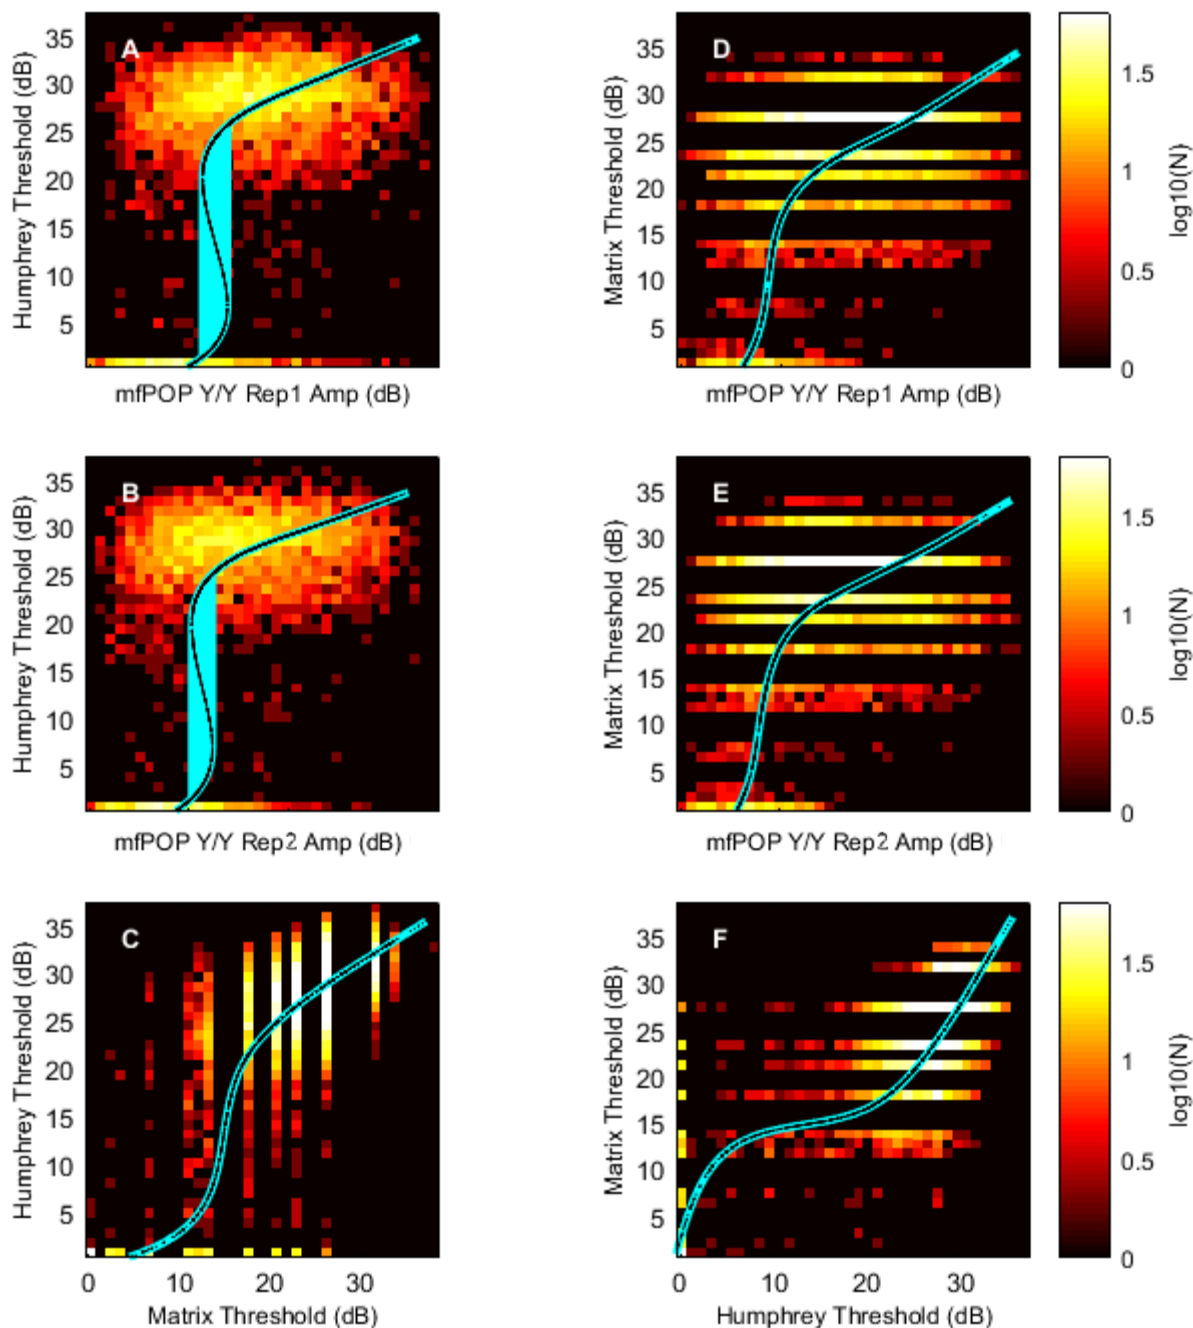 A
D
Humphrey Threshold (dB)
35
30
25
20
15
10
5
mfPOP Y/Y Rep1 Amp (dB)
Matrix Threshold (dB)
35
30
25
20
15
10
5
mfPOP Y/Y Rep1 Amp (dB)
1.5
1
0.5
0
log10(N)
B
E
Humphrey Threshold (dB)
35
30
25
20
15
10
5
mfPOP Y/Y Rep2 Amp (dB)
Matrix Threshold (dB)
35
30
25
20
15
10
5
mfPOP Y/Y Rep2 Amp (dB)
1.5
1
0.5
0
log10(N)
C
F
Humphrey Threshold (dB)
35
30
25
20
15
10
5
0 10 20 30
Matrix Threshold (dB)
Matrix Threshold (dB)
35
30
25
20
15
10
5
0 10 20 30
Humphrey Threshold (dB)
1.5
1
0.5
0
log10(N)